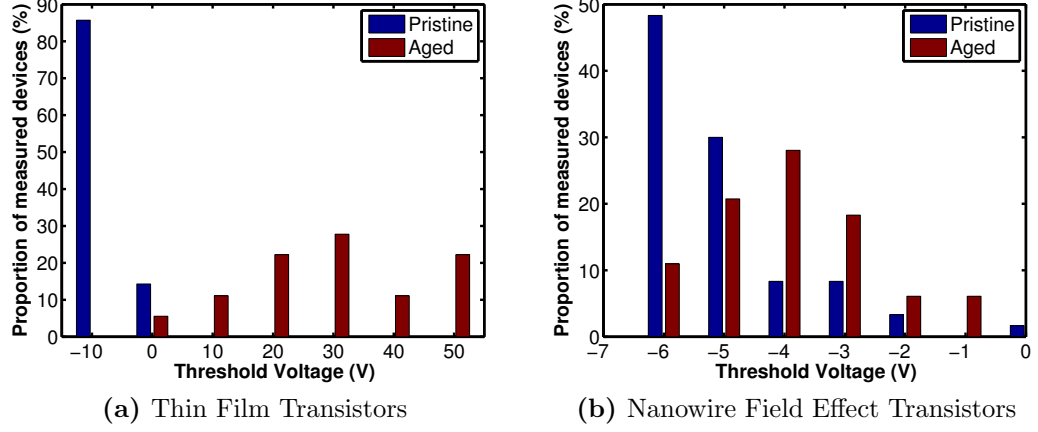 Proportion of measured devices (%)
90
80
70
60
50
40
30
20
10
0
−10 0 10 20 30 40 50
Threshold Voltage (V)
Pristine
Aged
(a) Thin Film Transistors
Proportion of measured devices (%)
50
40
30
20
10
0
−7 −6 −5 −4 −3 −2 −1 0
Threshold Voltage (V)
Pristine
Aged
(b) Nanowire Field Effect Transistors